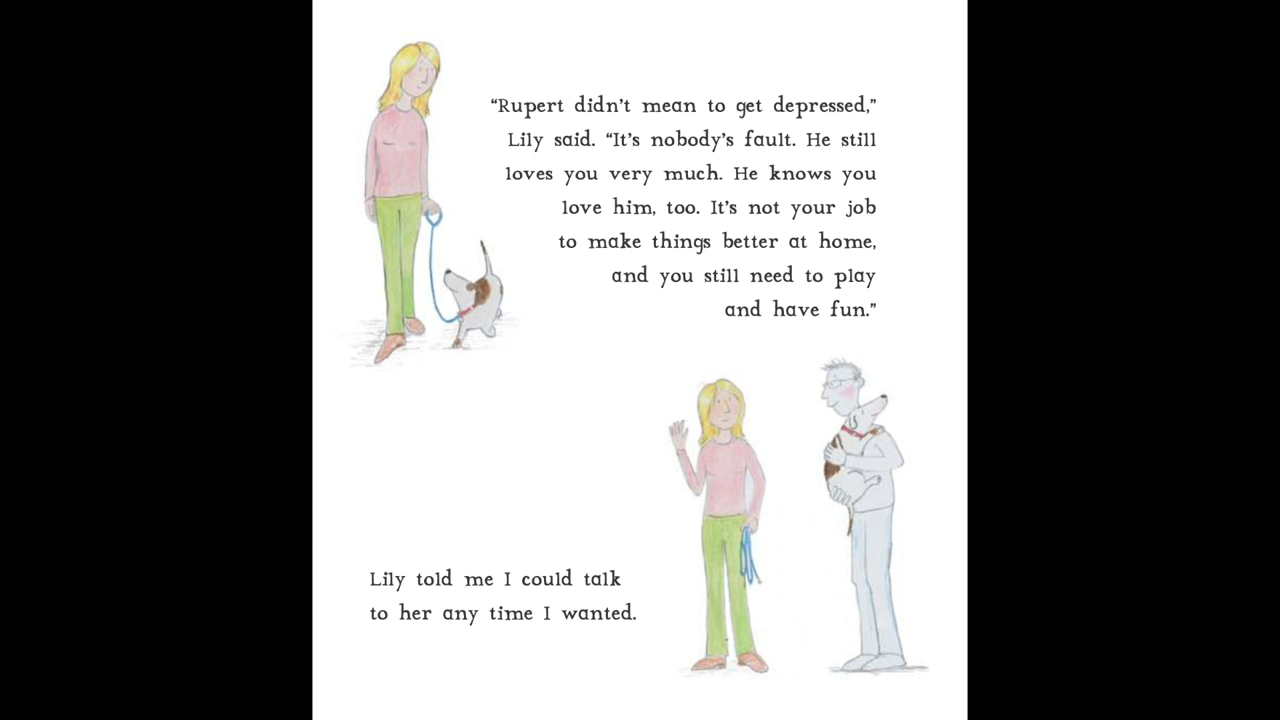 “Rupert didn’t mean to get depressed,”
Lily said. “It’s nobody’s fault. He still
loves you very much. He knows you
love him, too. It’s not your job
to make things better at home,
and you still need to play
and have fun.”
Lily told me I could talk
to her any time I wanted.